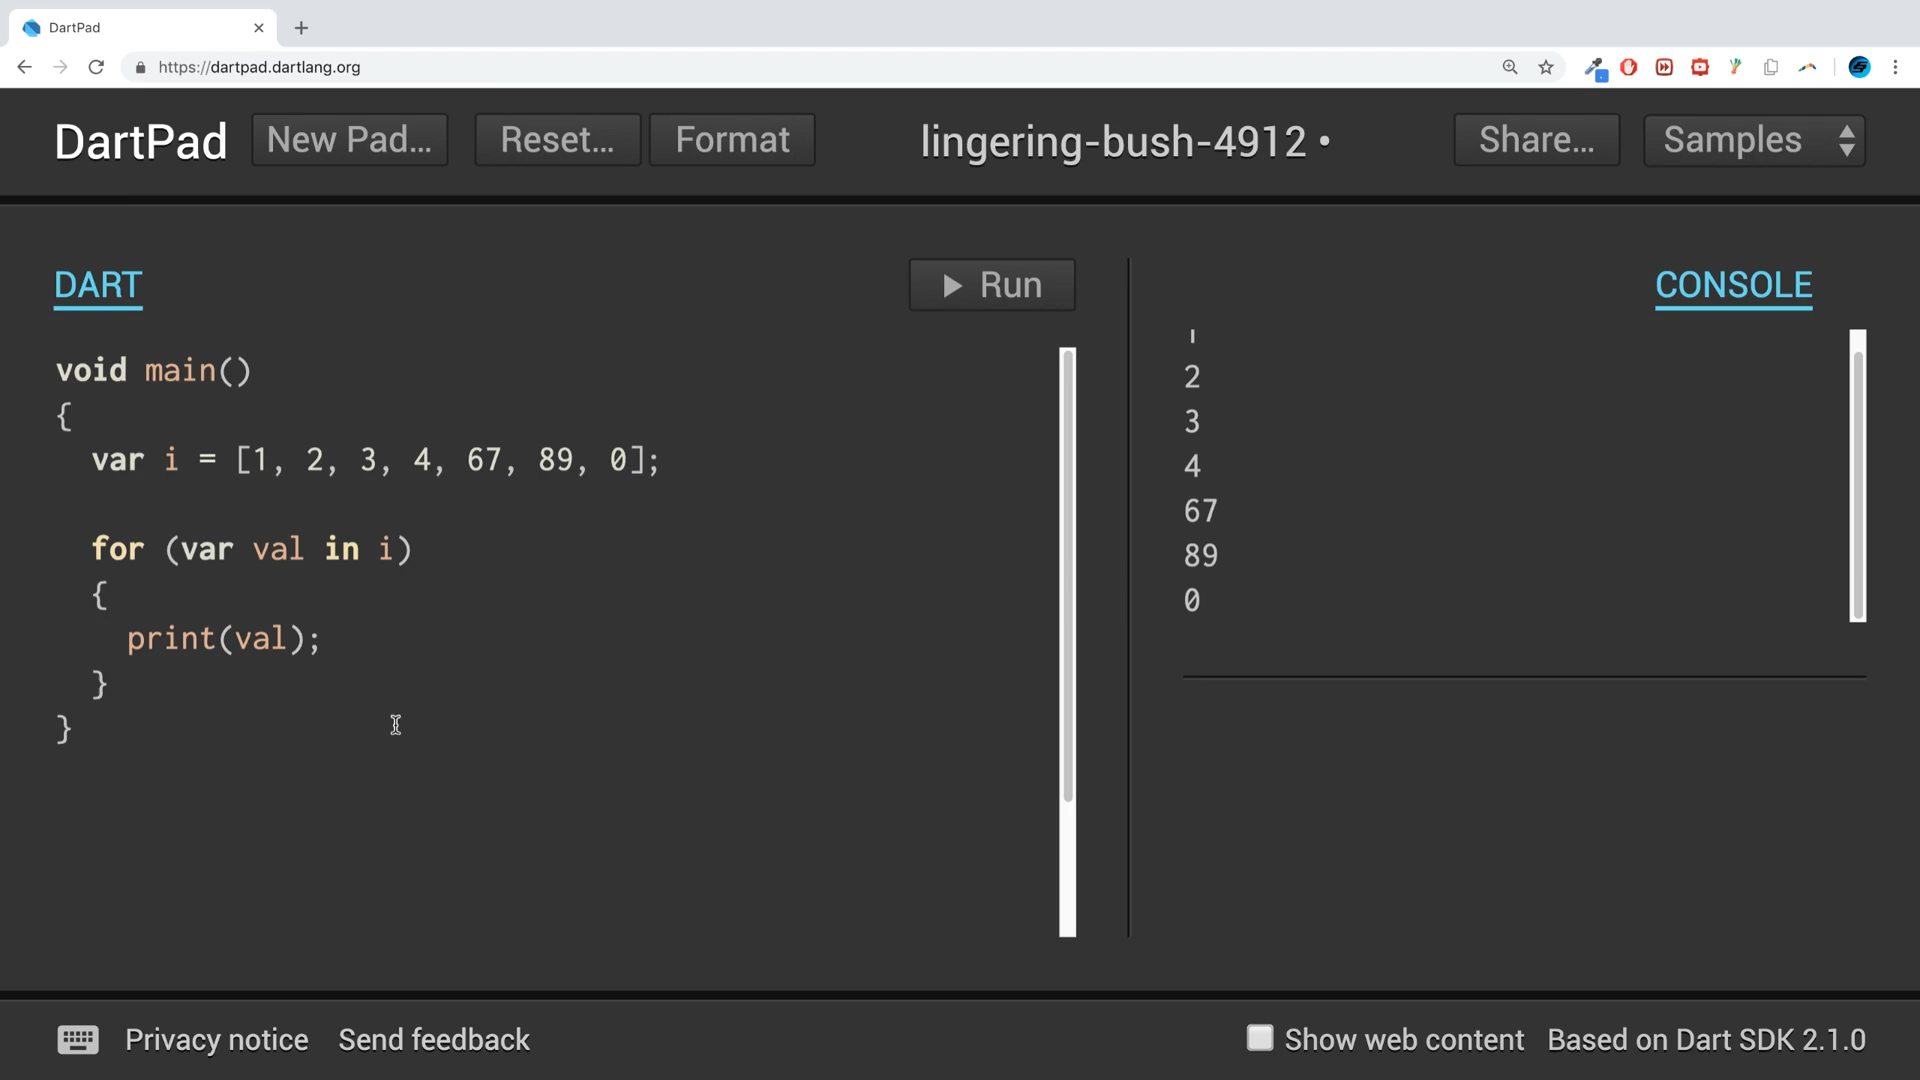 DartPad
https://dartpad.dartlang.org
DartPad
New Pad...
Reset...
Format
lingering-bush-4912 •
Share...
Samples
DART
Run
CONSOLE
void main()
{
var i = [1, 2, 3, 4, 67, 89, 0];
for (var val in i)
{
print(val);
}
}
1
2
3
4
67
89
0
Privacy notice
Send feedback
Show web content
Based on Dart SDK 2.1.0